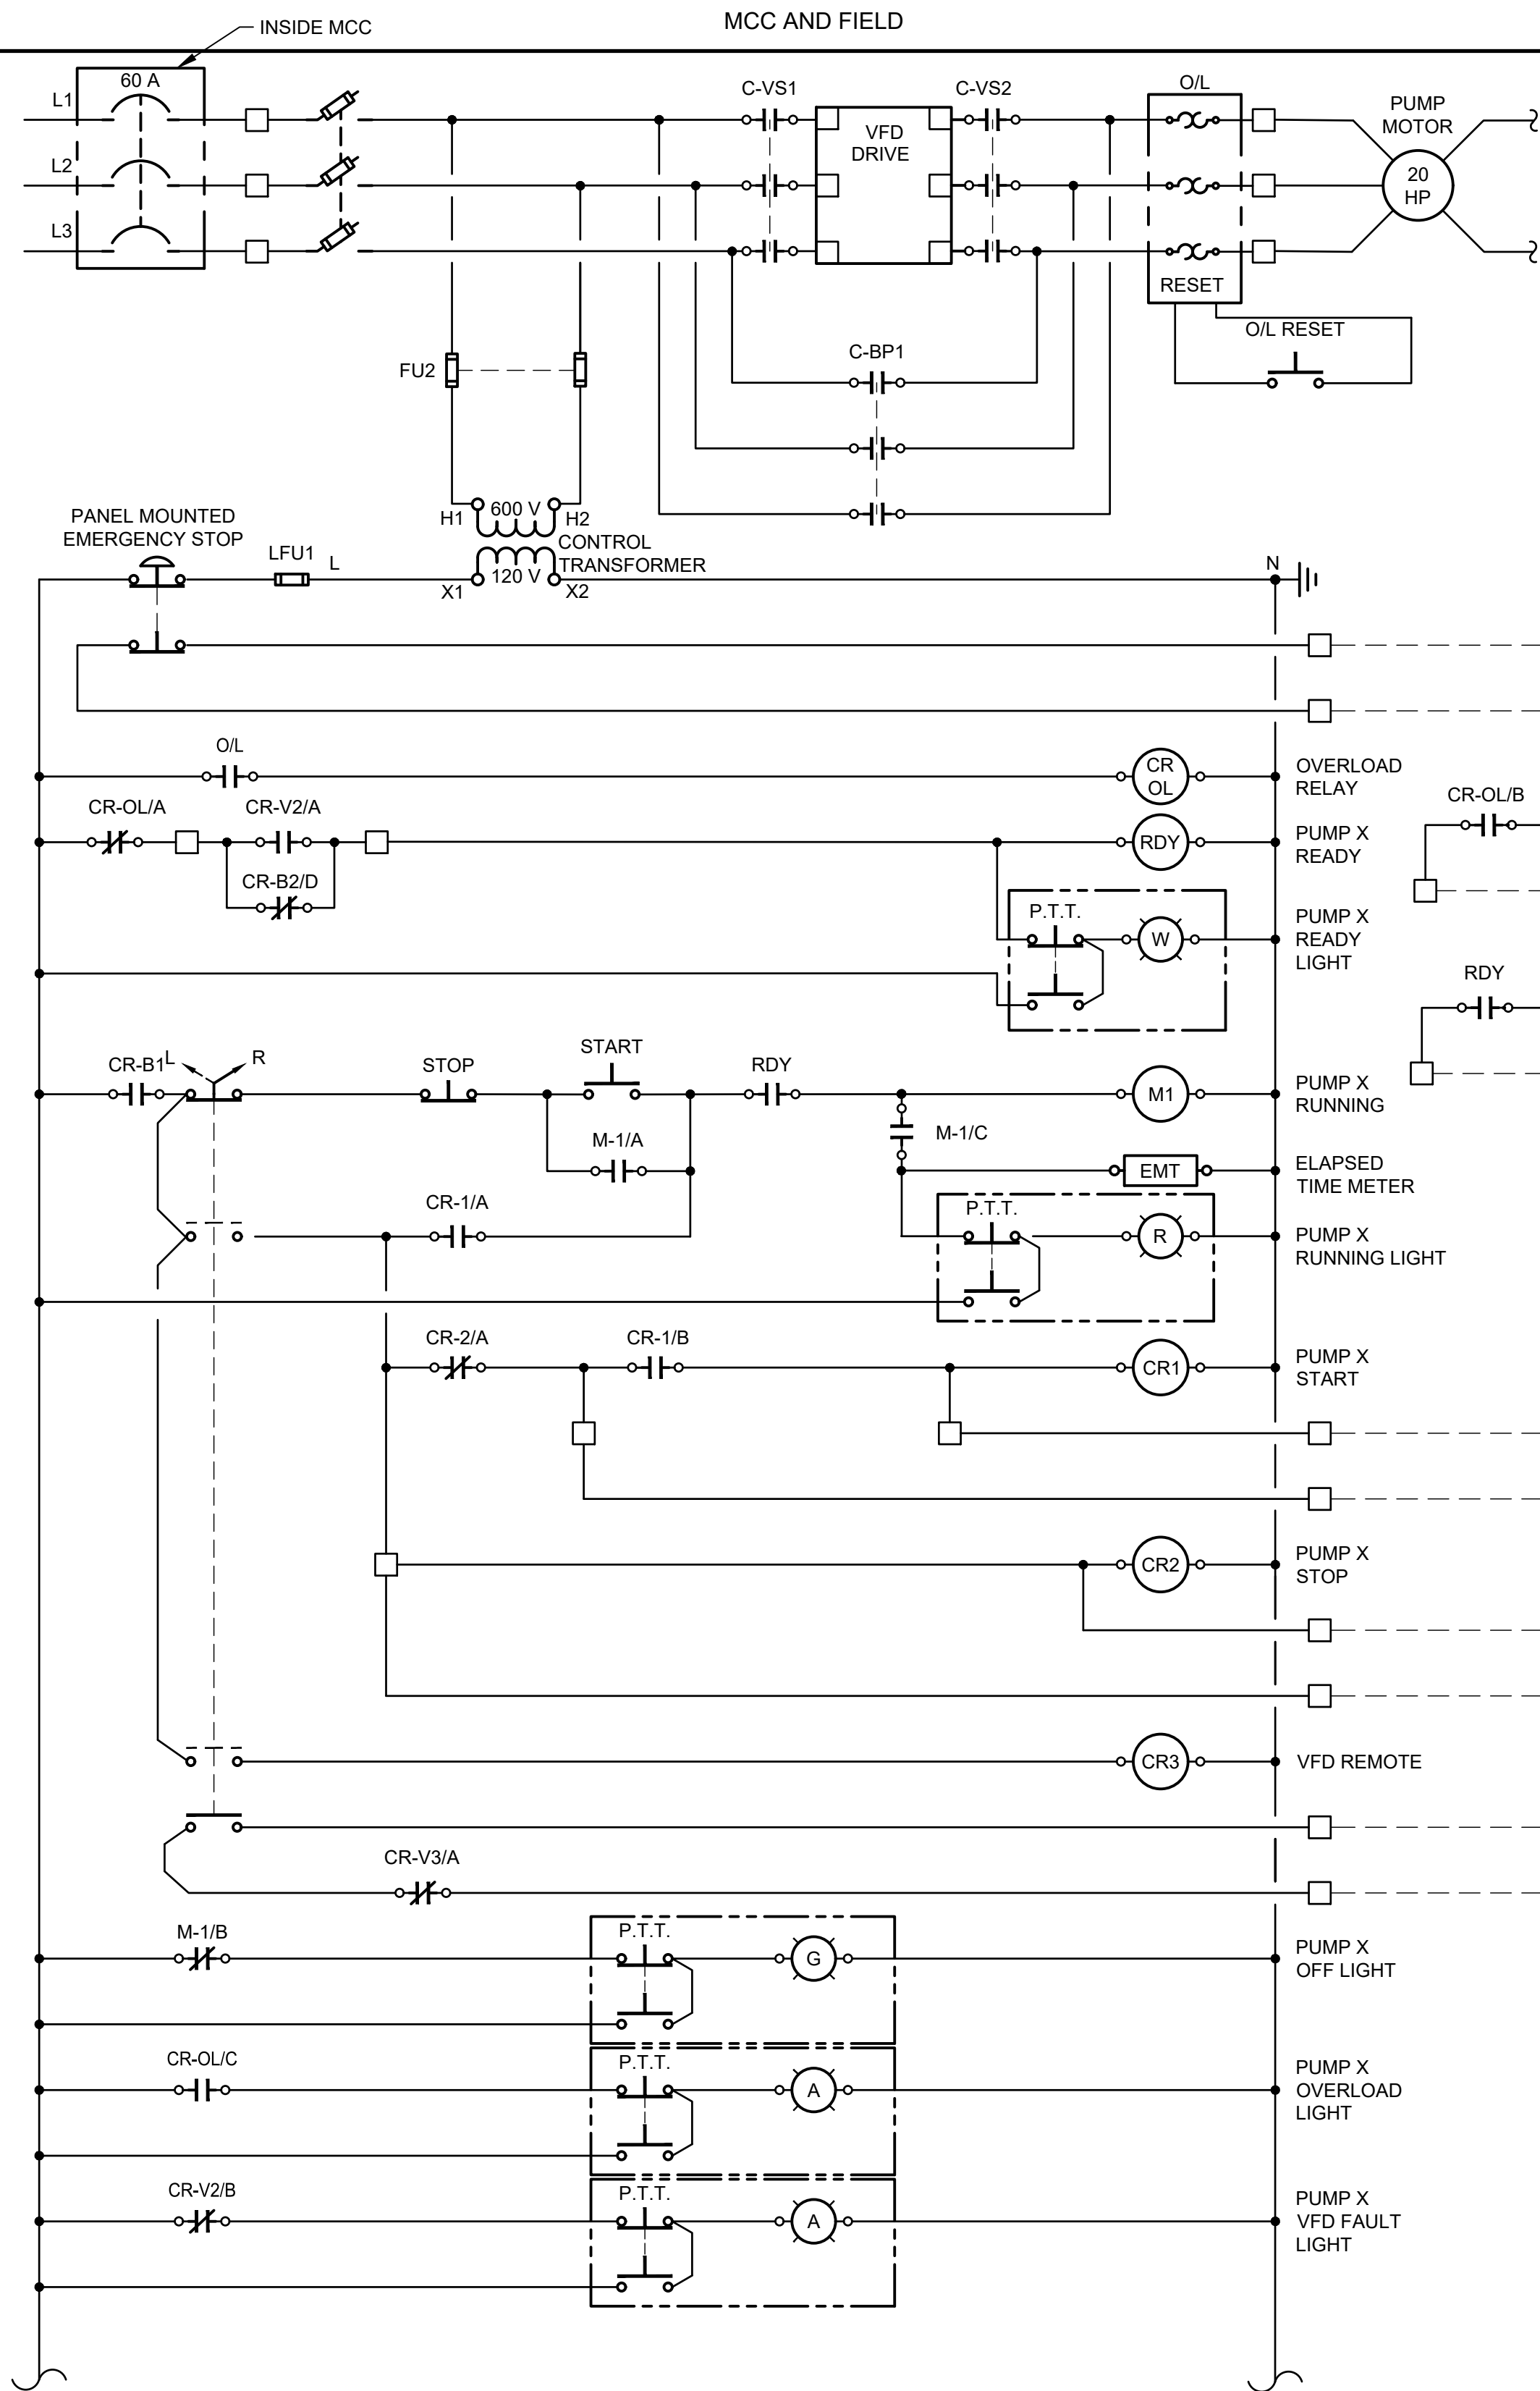 MCC AND FIELD
INSIDE MCC
60 A
L1
L2
L3
C-VS1
VFD
DRIVE
C-VS2
O/L
PUMP
MOTOR
20
HP
RESET
O/L RESET
C-BP1
FU2
H1
600 V
H2
CONTROL
TRANSFORMER
X1
120 V
X2
PANEL MOUNTED
EMERGENCY STOP
LFU1
L
N
O/L
CR
OL
OVERLOAD
RELAY
CR-OL/A
CR-V2/A
CR-B2/D
RDY
PUMP X
READY
CR-OL/B
P.T.T.
W
PUMP X
READY
LIGHT
RDY
CR-B1
L
R
STOP
START
RDY
M1
PUMP X
RUNNING
M-1/A
M-1/C
EMT
ELAPSED
TIME METER
CR-1/A
P.T.T.
R
PUMP X
RUNNING LIGHT
CR-2/A
CR-1/B
CR1
PUMP X
START
CR2
PUMP X
STOP
CR3
VFD REMOTE
CR-V3/A
M-1/B
P.T.T.
G
PUMP X
OFF LIGHT
CR-OL/C
P.T.T.
A
PUMP X
OVERLOAD
LIGHT
CR-V2/B
P.T.T.
A
PUMP X
VFD FAULT
LIGHT